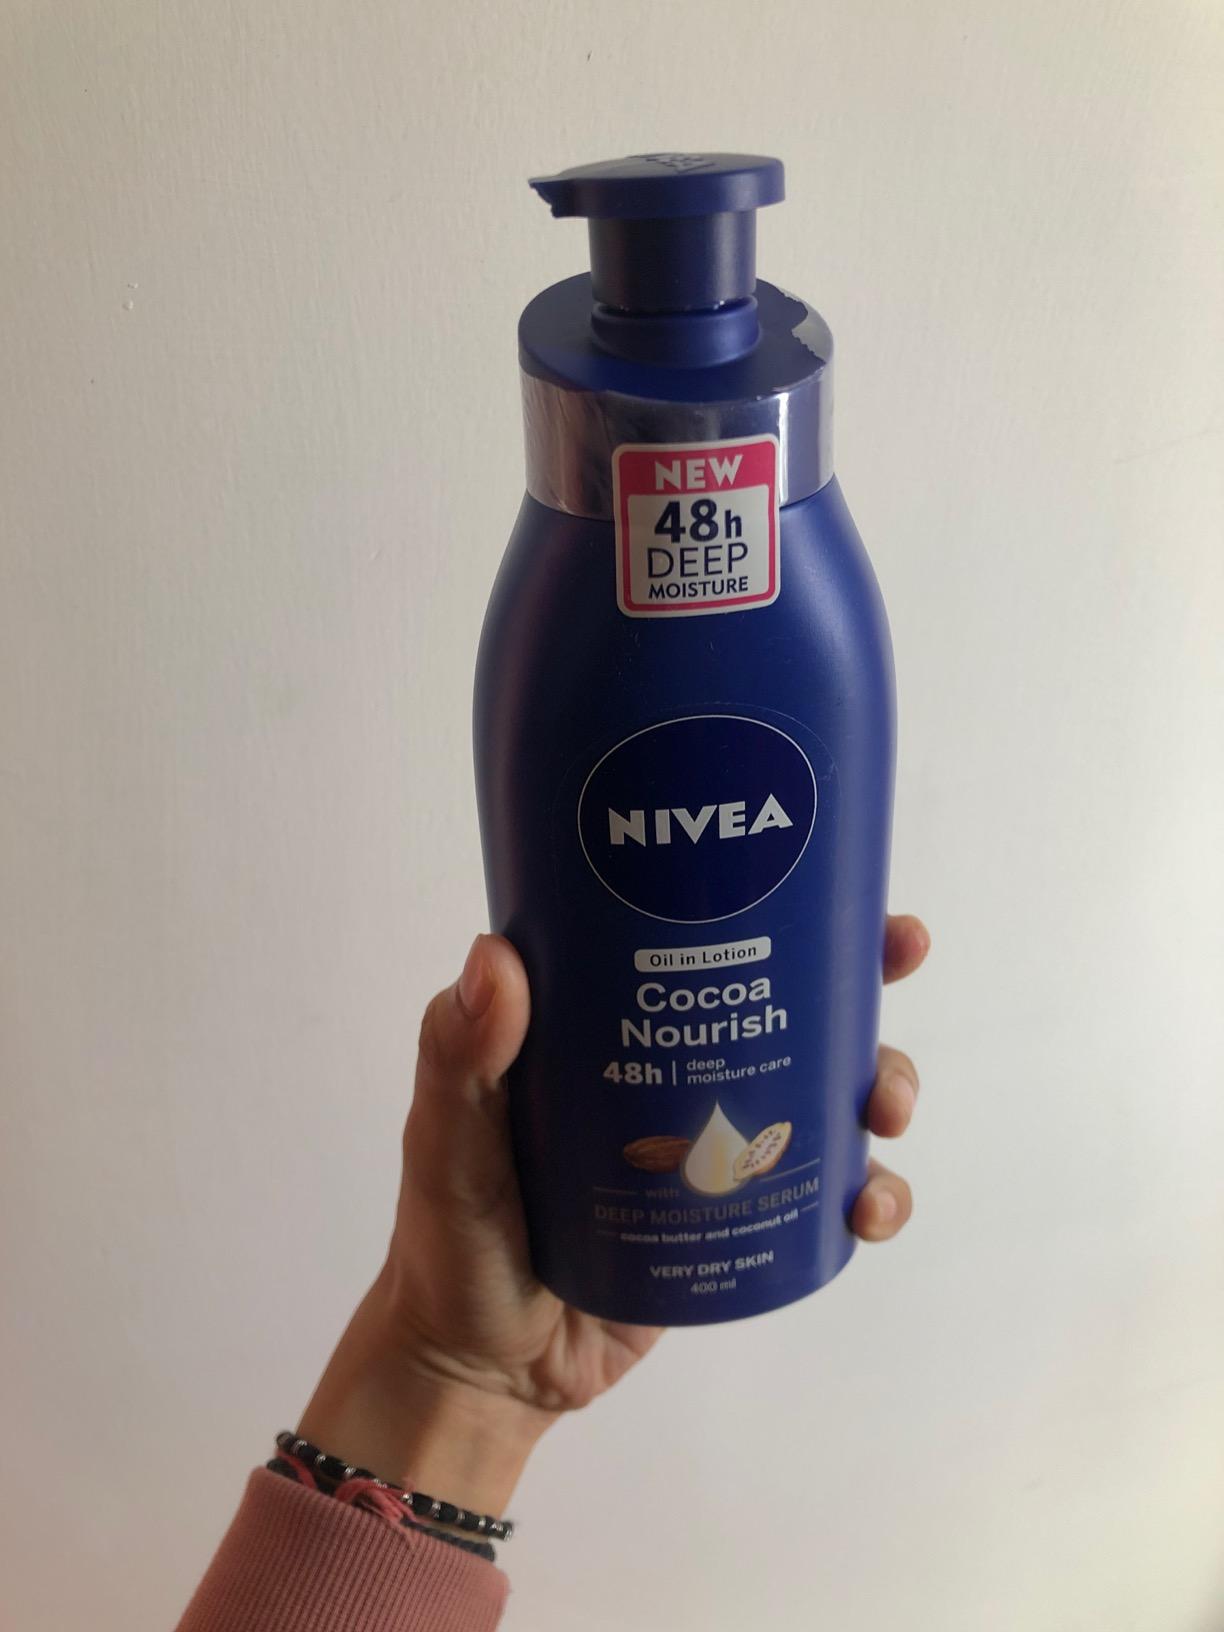 NEW
48h
DEEP
MOISTURE
NIVEA
Oil in Lotion
Cocoa
Nourish
48h | deep
moisture care
with
DEEP MOISTURE SERUM
cocoa butter and coconut oil
VERY DRY SKIN
400 ml